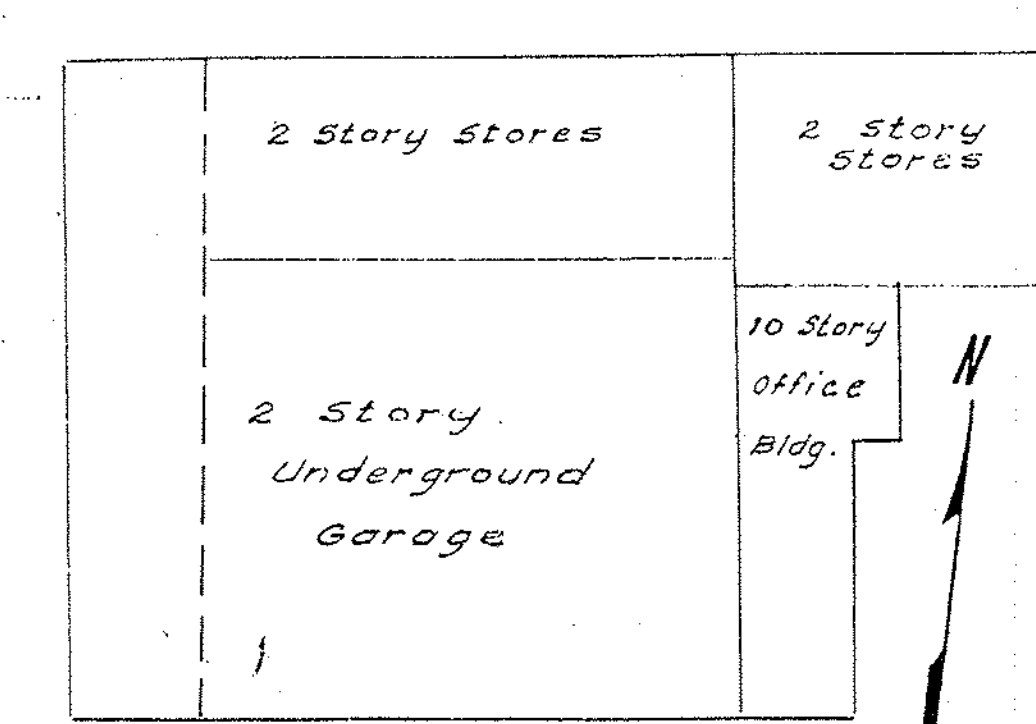 2 Story Stores
2 Story
Stores
10 Story
Office
Bldg.
N
2 Story
Underground
Garage